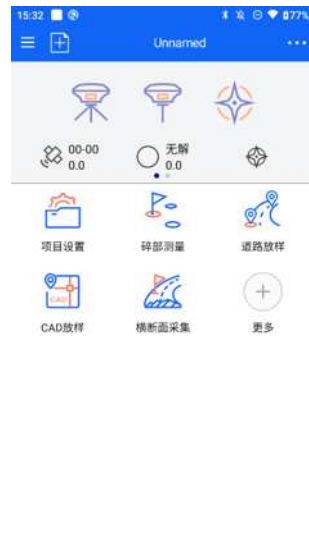 15:32 77%
Unnamed
00-00 无解
0.0 0.0
项目设置 碎部测量 道路放样
CAD
CAD放样 横断面采集 更多